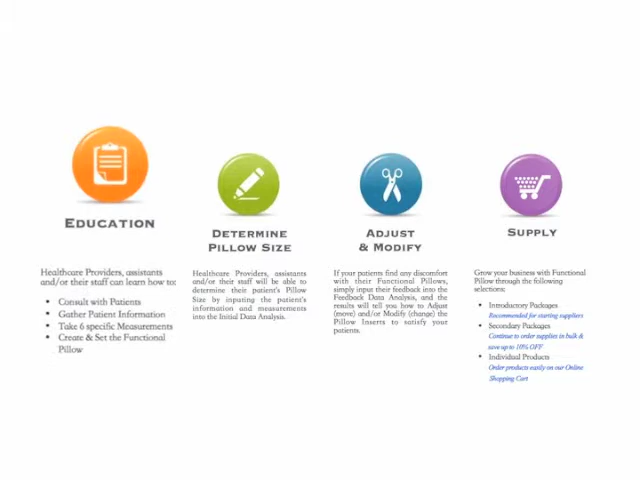 EDUCATION
Healthcare Providers, assistants
and/or their staff can learn how to:
• Consult with Patients
• Gather Patient Information
• Take 6 specific Measurements
• Create & Set the Functional
Pillow
DETERMINE
PILLOW SIZE
Healthcare Providers, assistants
and/or their staff will be able to
determine their patient's Pillow
Size by inputing the patient's
information and measurements
into the Initial Data Analysis.
ADJUST
& MODIFY
If your patients find any discomfort
with their Functional Pillows,
simply input their feedback into the
Feedback Data Analysis, and the
results will tell you how to Adjust
(move) and/or Modify (change) the
Pillow Inserts to satisfy your
patients.
SUPPLY
Grow your business with Functional
Pillow through the following
selections:
• Introductory Packages
Recommended for starting suppliers
• Secondary Packages
Continue to order supplies in bulk &
save up to 10% OFF
• Individual Products
Order products easily on our Online
Shopping Cart